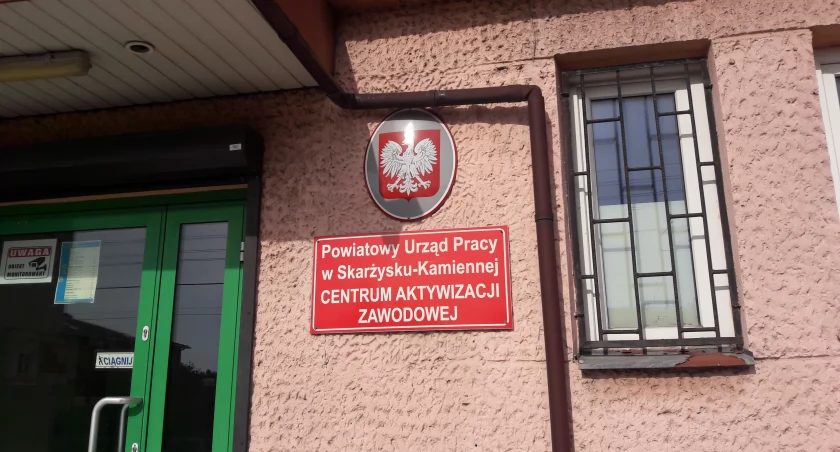 UWAGA
OBIEKT
MONITOROWANY
CIĄGNIJ
Powiatowy Urząd Pracy
w Skarżysku-Kamiennej
CENTRUM AKTYWIZACJI
ZAWODOWEJ